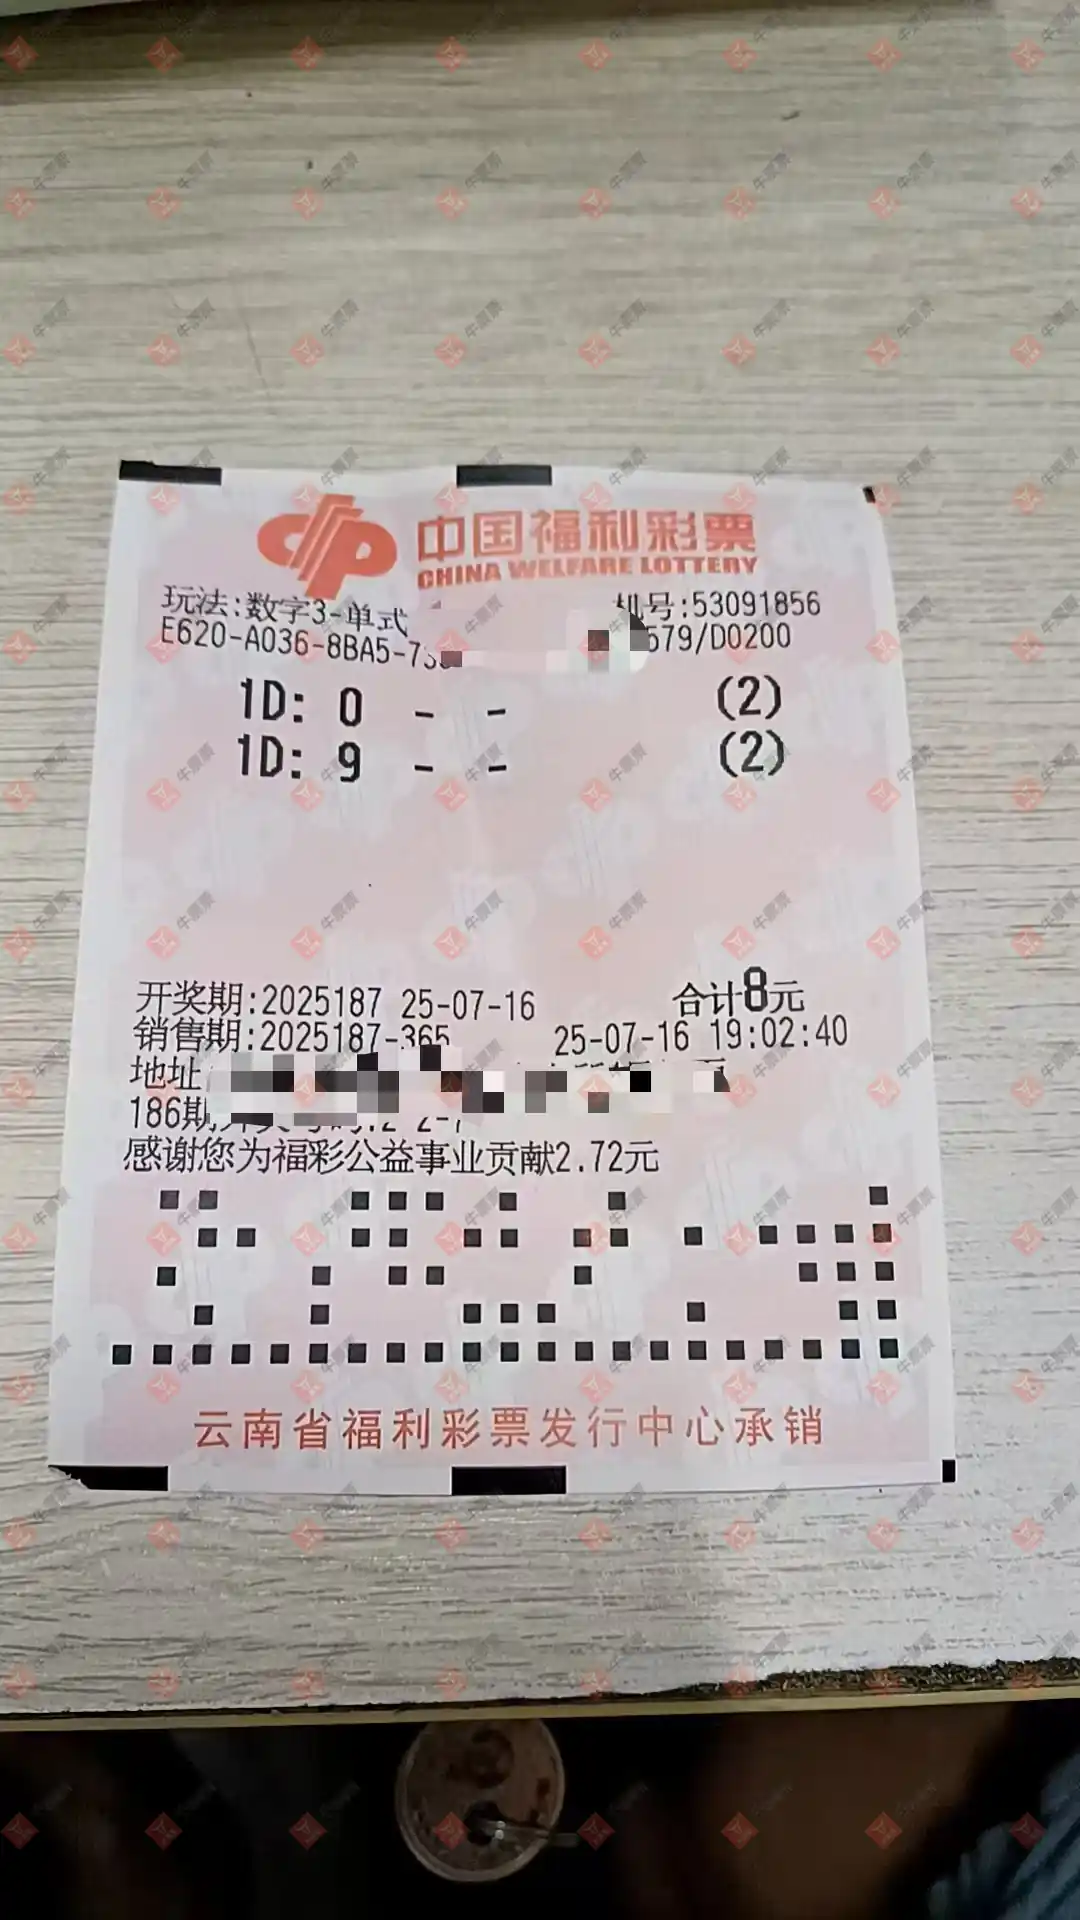 中国福利彩票
CHINA WELFARE LOTTERY
玩法:数字3-单式
机号:53091856
E620-A036-8BA5-73
579/D0200
1D: 0 - - (2)
1D: 9 - - (2)
开奖期:2025187 25-07-16 合计8元
销售期:2025187-365 25-07-16 19:02:40
地址
186期
感谢您为福彩公益事业贡献2.72元
云南省福利彩票发行中心承销
牛票票